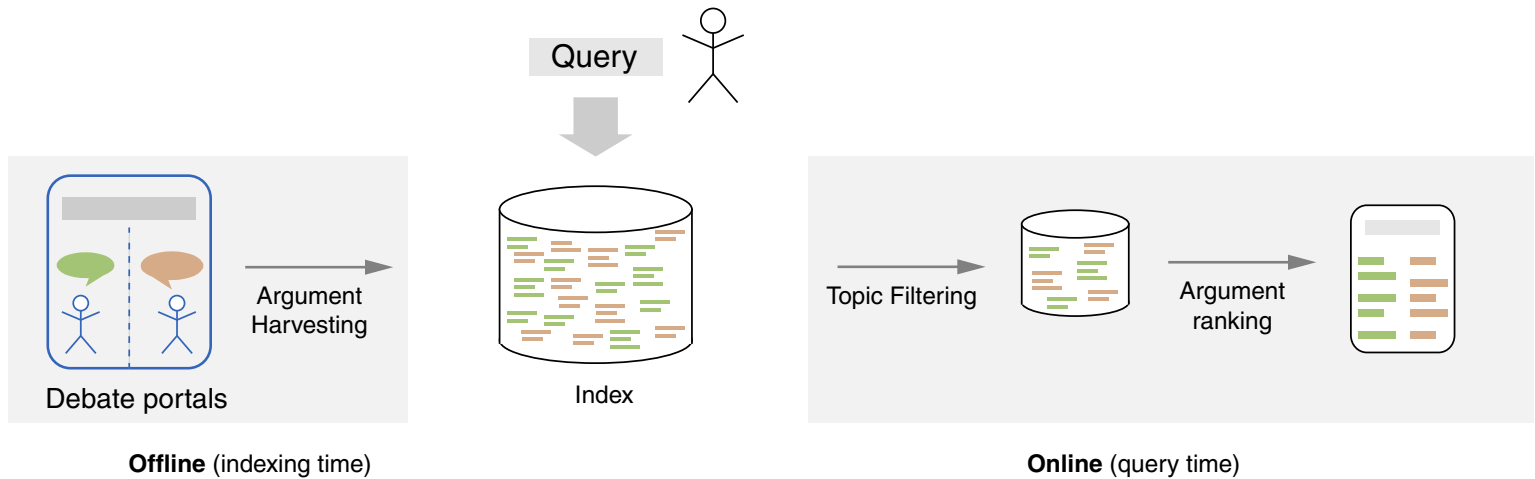 Query
Argument
Harvesting
Debate portals
Index
Topic Filtering
Argument
ranking
Offline (indexing time)
Online (query time)